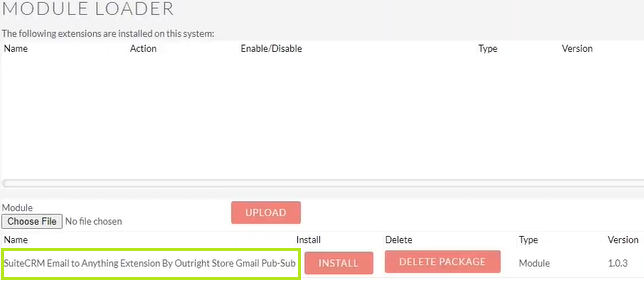 MODULE LOADER
The following extensions are installed on this system:
Name Action Enable/Disable Type Version
Module
UPLOAD
Choose File No file chosen
Name Install Delete Type Version
SuiteCRM Email to Anything Extension By Outright Store Gmail Pub-Sub INSTALL DELETE PACKAGE Module 1.0.3